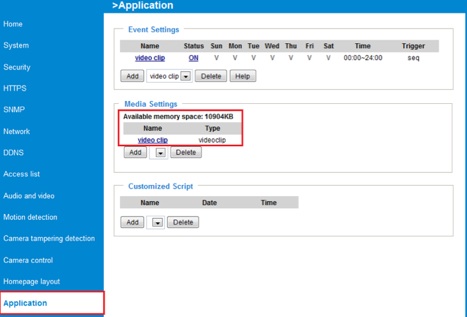 >Application
Home
System
Security
HTTPS
SNMP
Network
DDNS
Access list
Audio and video
Motion detection
Camera tampering detection
Camera control
Homepage layout
Application
Event Settings
Name Status Sun Mon Tue Wed Thu Fri Sat Time Trigger
video clip ON V V V V V V V 00:00~24:00 seq
Add video clip Delete Help
Media Settings
Available memory space: 10904KB
Name Type
video clip videoclip
Add Delete
Customized Script
Name Date Time
Add Delete